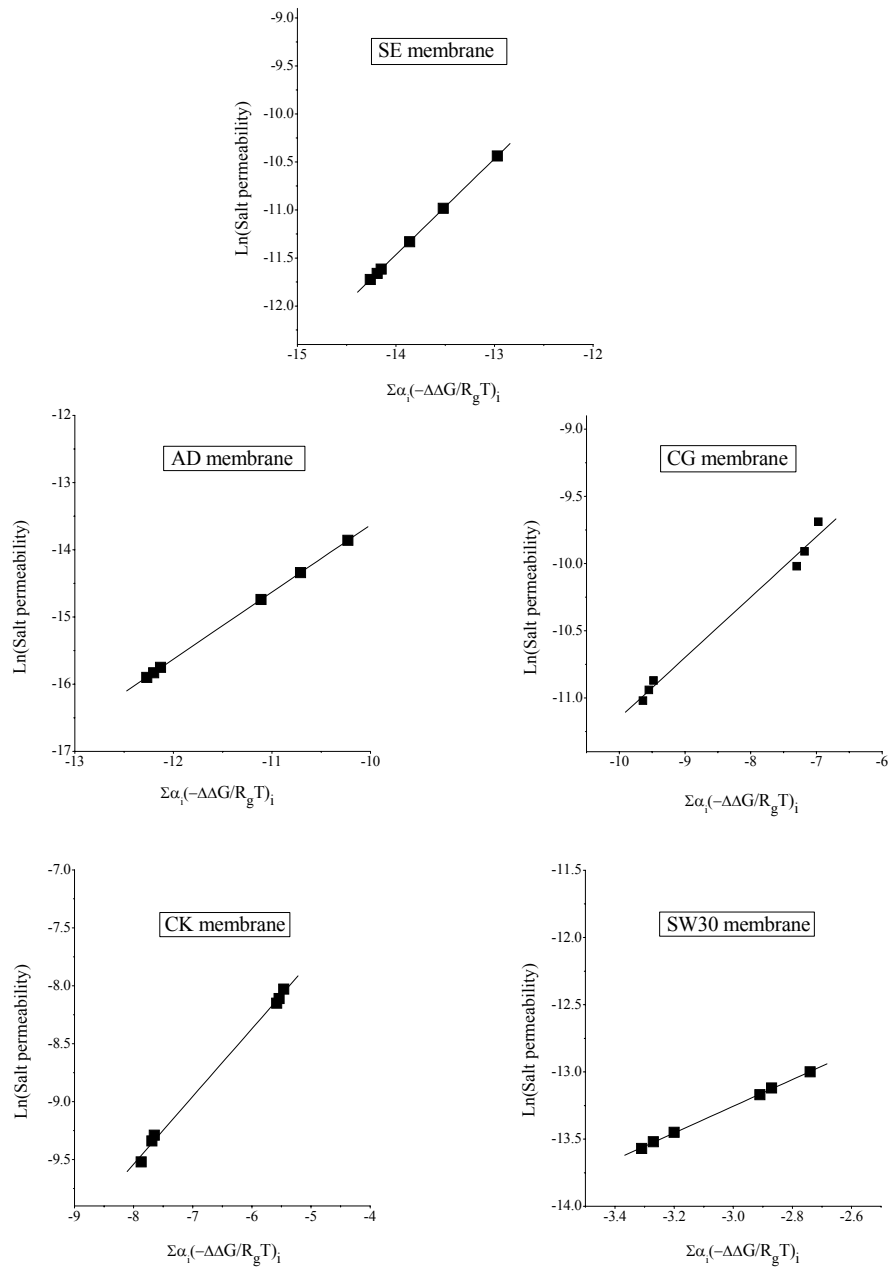 -9.0
SE membrane
-9.5
-10.0
-10.5
-11.0
-11.5
-12.0
Ln(Salt permeability)
-15 -14 -13 -12
Σαᵢ(−ΔΔG/RgT)i
-12
AD membrane
-13
-14
-15
-16
-17
Ln(Salt permeability)
-13 -12 -11 -10
Σαᵢ(−ΔΔG/RgT)i
-9.0
CG membrane
-9.5
-10.0
-10.5
-11.0
Ln(Salt permeability)
-10 -9 -8 -7 -6
Σαᵢ(−ΔΔG/RgT)i
-7.0
CK membrane
-7.5
-8.0
-8.5
-9.0
-9.5
Ln(Salt permeability)
-9 -8 -7 -6 -5 -4
Σαᵢ(−ΔΔG/RgT)i
-11.5
SW30 membrane
-12.0
-12.5
-13.0
-13.5
-14.0
Ln(Salt permeability)
-3.4 -3.2 -3.0 -2.8 -2.6
Σαᵢ(−ΔΔG/RgT)i